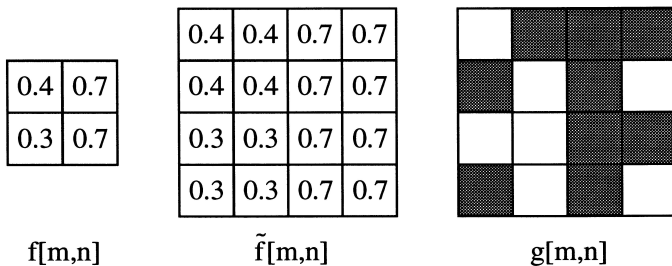 0.4 0.4 0.7 0.7
0.4 0.7 0.4 0.4 0.7 0.7
0.3 0.7 0.3 0.3 0.7 0.7
0.3 0.3 0.7 0.7
f[m,n] f̃[m,n] g[m,n]